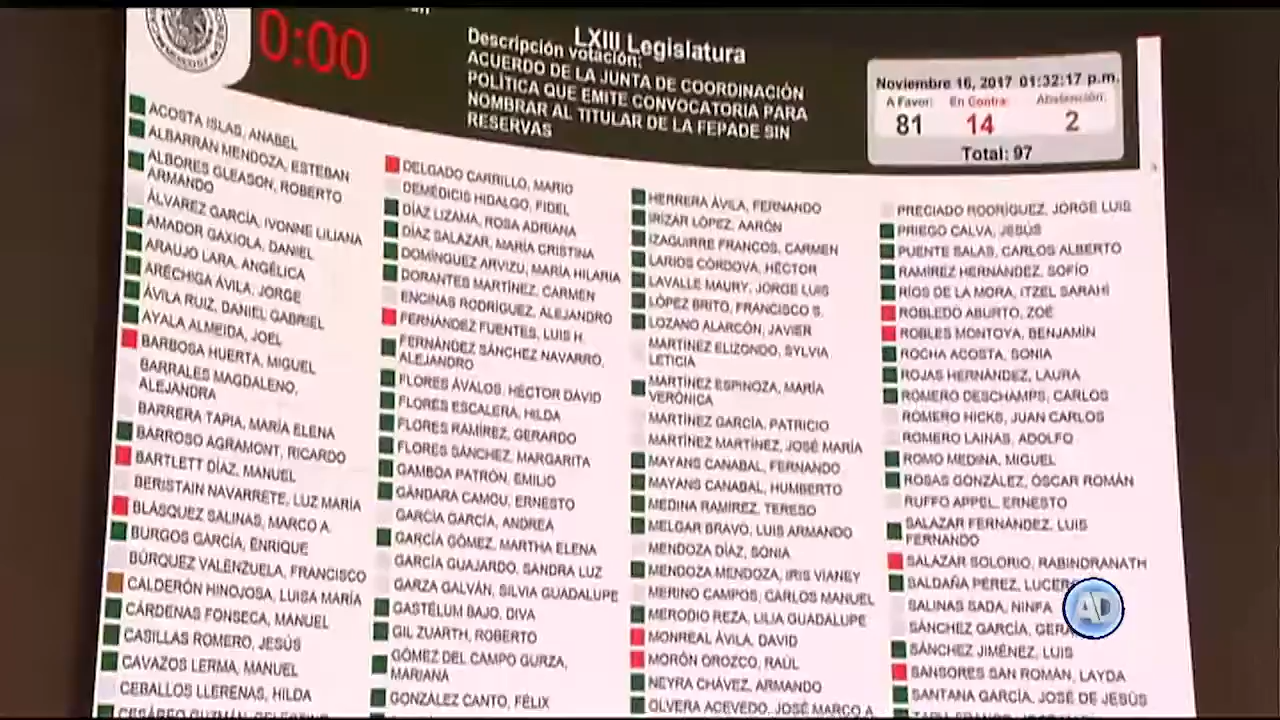 0:00
LXIII Legislatura
Descripción votación:
ACUERDO DE LA JUNTA DE COORDINACIÓN
POLÍTICA QUE EMITE CONVOCATORIA PARA
NOMBRAR AL TITULAR DE LA FEPADE SIN
RESERVAS
Noviembre 16, 2017 01:32:17 p.m.
A Favor: En Contra: Abstención:
81 14 2
Total: 97
ACOSTA ISLAS, ANABEL
ALBARRÁN MENDOZA, ESTEBAN
ALBORES GLEASON, ROBERTO
ARMANDO
ÁLVAREZ GARCÍA, IVONNE LILIANA
AMADOR GAXIOLA, DANIEL
ARAUJO LARA, ANGÉLICA
ARÉCHIGA ÁVILA, JORGE
ÁVILA RUIZ, DANIEL GABRIEL
AYALA ALMEIDA, JOEL
BARBOSA HUERTA, MIGUEL
BARRALES MAGDALENO,
ALEJANDRA
BARRERA TAPIA, MARÍA ELENA
BARROSO AGRAMONT, RICARDO
BARTLETT DÍAZ, MANUEL
BERISTAIN NAVARRETE, LUZ MARÍA
BLÁSQUEZ SALINAS, MARCO A.
BURGOS GARCÍA, ENRIQUE
BÚRQUEZ VALENZUELA, FRANCISCO
CALDERÓN HINOJOSA, LUISA MARÍA
CÁRDENAS FONSECA, MANUEL
CASILLAS ROMERO, JESÚS
CAVAZOS LERMA, MANUEL
CEBALLOS LLERENAS, HILDA
DELGADO CARRILLO, MARIO
DEMÉDICIS HIDALGO, FIDEL
DÍAZ LIZAMA, ROSA ADRIANA
DÍAZ SALAZAR, MARÍA CRISTINA
DOMÍNGUEZ ARVIZU, MARÍA HILARIA
DORANTES MARTÍNEZ, CARMEN
ENCINAS RODRÍGUEZ, ALEJANDRO
FERNÁNDEZ FUENTES, LUIS H.
FERNÁNDEZ SÁNCHEZ NAVARRO,
ALEJANDRO
FLORES ÁVALOS, HÉCTOR DAVID
FLORES ESCALERA, HILDA
FLORES RAMÍREZ, GERARDO
FLORES SÁNCHEZ, MARGARITA
GAMBOA PATRÓN, EMILIO
GÁNDARA CAMOU, ERNESTO
GARCÍA GARCÍA, ANDREA
GARCÍA GÓMEZ, MARTHA ELENA
GARCÍA GUAJARDO, SANDRA LUZ
GARZA GALVÁN, SILVIA GUADALUPE
GASTÉLUM BAJO, DIVA
GIL ZUARTH, ROBERTO
GÓMEZ DEL CAMPO GURZA,
MARIANA
GONZÁLEZ CANTO, FÉLIX
HERRERA ÁVILA, FERNANDO
IRÍZAR LÓPEZ, AARÓN
IZAGUIRRE FRANCOS, CARMEN
LARIOS CÓRDOVA, HÉCTOR
LAVALLE MAURY, JORGE LUIS
LÓPEZ BRITO, FRANCISCO S.
LOZANO ALARCÓN, JAVIER
MARTÍNEZ ELIZONDO, SYLVIA
LETICIA
MARTÍNEZ ESPINOZA, MARÍA
VERÓNICA
MARTÍNEZ GARCÍA, PATRICIO
MARTÍNEZ MARTÍNEZ, JOSÉ MARÍA
MAYANS CANABAL, FERNANDO
MAYANS CANABAL, HUMBERTO
MEDINA RAMÍREZ, TERESO
MELGAR BRAVO, LUIS ARMANDO
MENDOZA DÍAZ, SONIA
MENDOZA MENDOZA, IRIS VIANEY
MERINO CAMPOS, CARLOS MANUEL
MERODIO REZA, LILIA GUADALUPE
MONREAL ÁVILA, DAVID
MORÓN OROZCO, RAÚL
NEYRA CHÁVEZ, ARMANDO
OLVERA ACEVEDO, JOSÉ MARCO A.
PRECIADO RODRÍGUEZ, JORGE LUIS
PRIEGO CALVA, JESÚS
PUENTE SALAS, CARLOS ALBERTO
RAMÍREZ HERNÁNDEZ, SOFÍO
RÍOS DE LA MORA, ITZEL SARAHÍ
ROBLEDO ABURTO, ZOÉ
ROBLES MONTOYA, BENJAMÍN
ROCHA ACOSTA, SONIA
ROJAS HERNÁNDEZ, LAURA
ROMERO DESCHAMPS, CARLOS
ROMERO HICKS, JUAN CARLOS
ROMERO LAINAS, ADOLFO
ROMO MEDINA, MIGUEL
ROSAS GONZÁLEZ, ÓSCAR ROMÁN
RUFFO APPEL, ERNESTO
SALAZAR FERNÁNDEZ, LUIS
FERNANDO
SALAZAR SOLORIO, RABINDRANATH
SALDAÑA PÉREZ, LUCERO
SALINAS SADA, NINFA
SÁNCHEZ GARCÍA,
SÁNCHEZ JIMÉNEZ, LUIS
SANSORES SAN ROMÁN, LAYDA
SANTANA GARCÍA, JOSÉ DE JESÚS